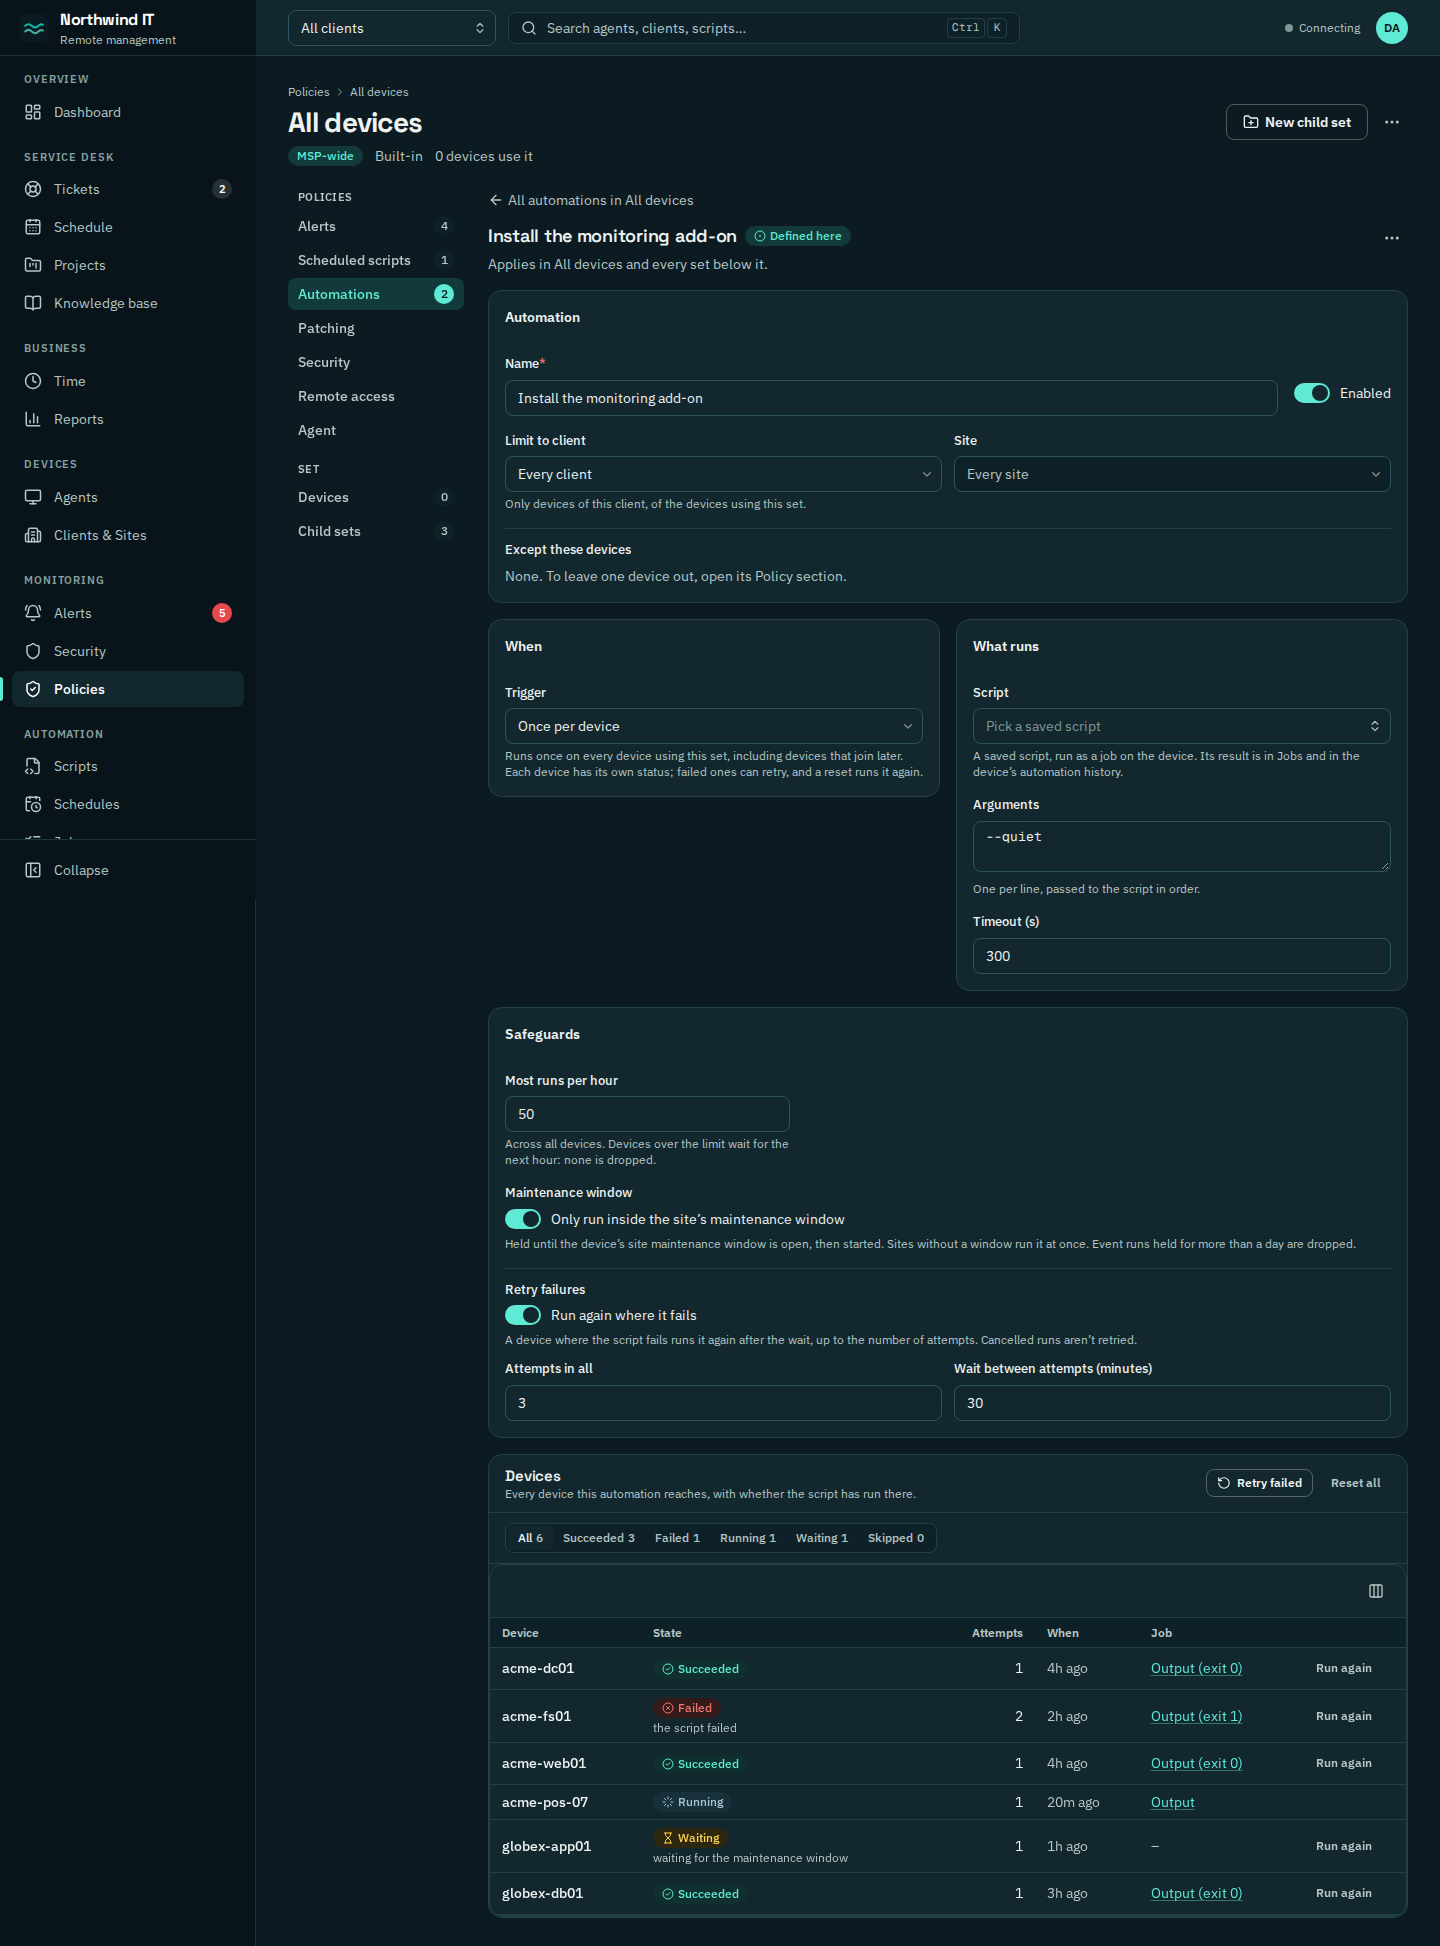 Northwind IT
Remote management
All clients
Search agents, clients, scripts...
Ctrl K
Connecting
DA
OVERVIEW
Dashboard
SERVICE DESK
Tickets 2
Schedule
Projects
Knowledge base
BUSINESS
Time
Reports
DEVICES
Agents
Clients & Sites
MONITORING
Alerts 5
Security
Policies
AUTOMATION
Scripts
Schedules
Collapse
Policies > All devices
All devices
New child set
MSP-wide Built-in 0 devices use it
POLICIES
Alerts 4
Scheduled scripts 1
Automations 2
Patching
Security
Remote access
Agent
SET
Devices 0
Child sets 3
All automations in All devices
Install the monitoring add-on Defined here
Applies in All devices and every set below it.
Automation
Name*
Install the monitoring add-on
Enabled
Limit to client
Every client
Only devices of this client, of the devices using this set.
Site
Every site
Except these devices
None. To leave one device out, open its Policy section.
When
Trigger
Once per device
Runs once on every device using this set, including devices that join later.
Each device has its own status; failed ones can retry, and a reset runs it again.
What runs
Script
Pick a saved script
A saved script, run as a job on the device. Its result is in Jobs and in the
device's automation history.
Arguments
--quiet
One per line, passed to the script in order.
Timeout (s)
300
Safeguards
Most runs per hour
50
Across all devices. Devices over the limit wait for the
next hour: none is dropped.
Maintenance window
Only run inside the site's maintenance window
Held until the device's site maintenance window is open, then started. Sites without a window run it at once. Event runs held for more than a day are dropped.
Retry failures
Run again where it fails
A device where the script fails runs it again after the wait, up to the number of attempts. Cancelled runs aren't retried.
Attempts in all
3
Wait between attempts (minutes)
30
Devices
Every device this automation reaches, with whether the script has run there.
Retry failed
Reset all
All 6 Succeeded 3 Failed 1 Running 1 Waiting 1 Skipped 0
Device State Attempts When Job
acme-dc01 Succeeded 1 4h ago Output (exit 0) Run again
acme-fs01 Failed 2 2h ago Output (exit 1) Run again
the script failed
acme-web01 Succeeded 1 4h ago Output (exit 0) Run again
acme-pos-07 Running 1 20m ago Output
globex-app01 Waiting 1 1h ago – Run again
waiting for the maintenance window
globex-db01 Succeeded 1 3h ago Output (exit 0) Run again